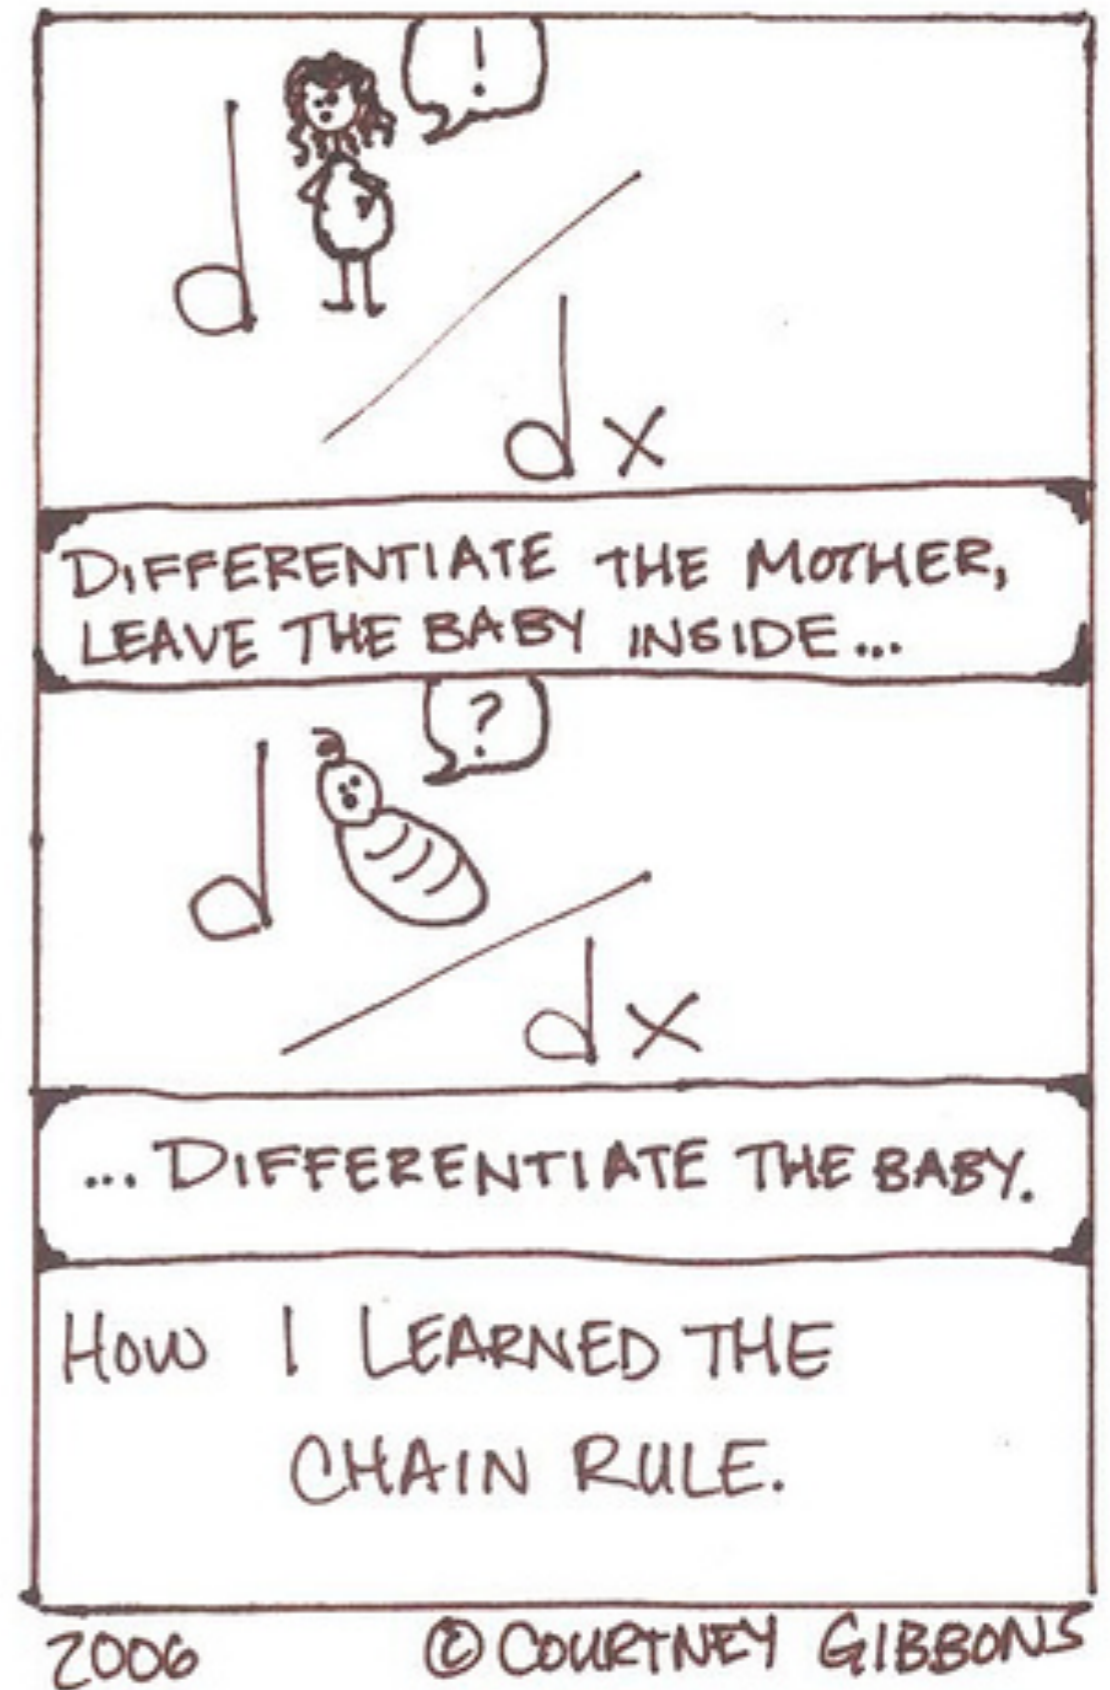 !
d
dx
DIFFERENTIATE THE MOTHER,
LEAVE THE BABY INSIDE...
?
d
dx
...DIFFERENTIATE THE BABY.
HOW I LEARNED THE
CHAIN RULE.
2006 © COURTNEY GIBBONS